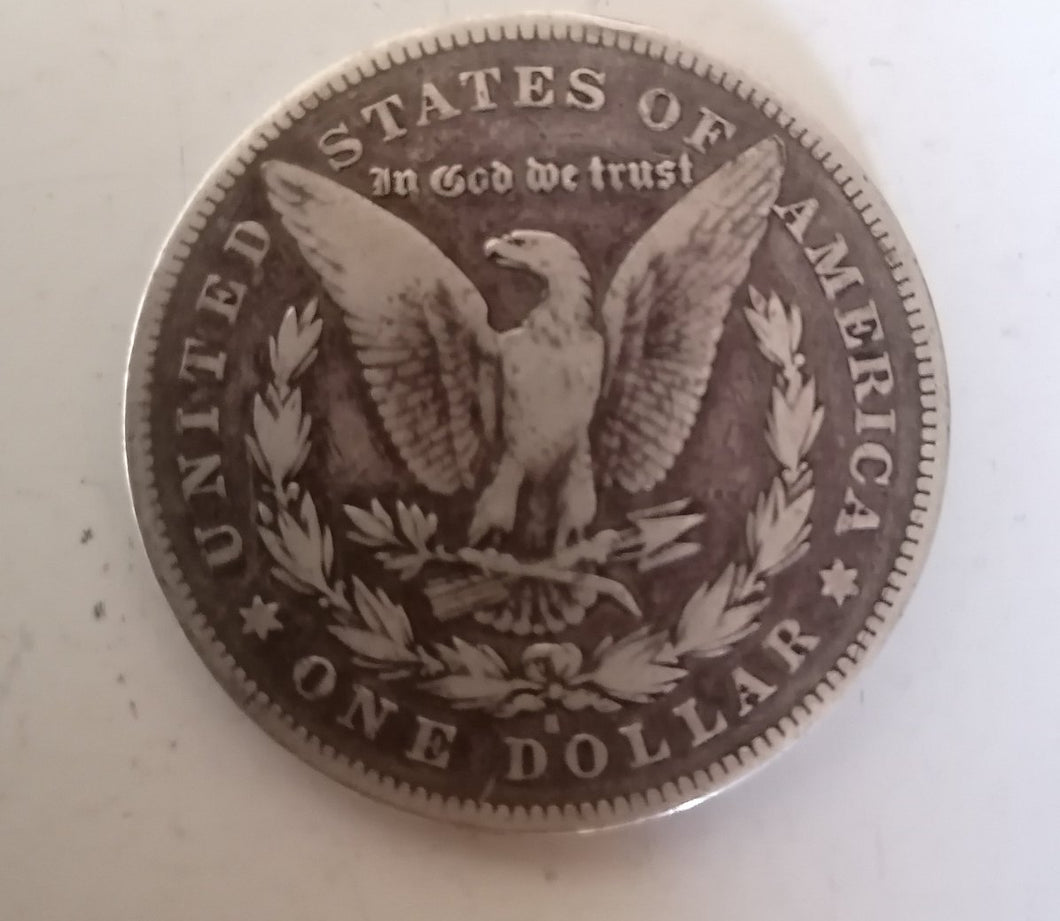 UNITED STATES OF AMERICA
In God we trust
ONE DOLLAR